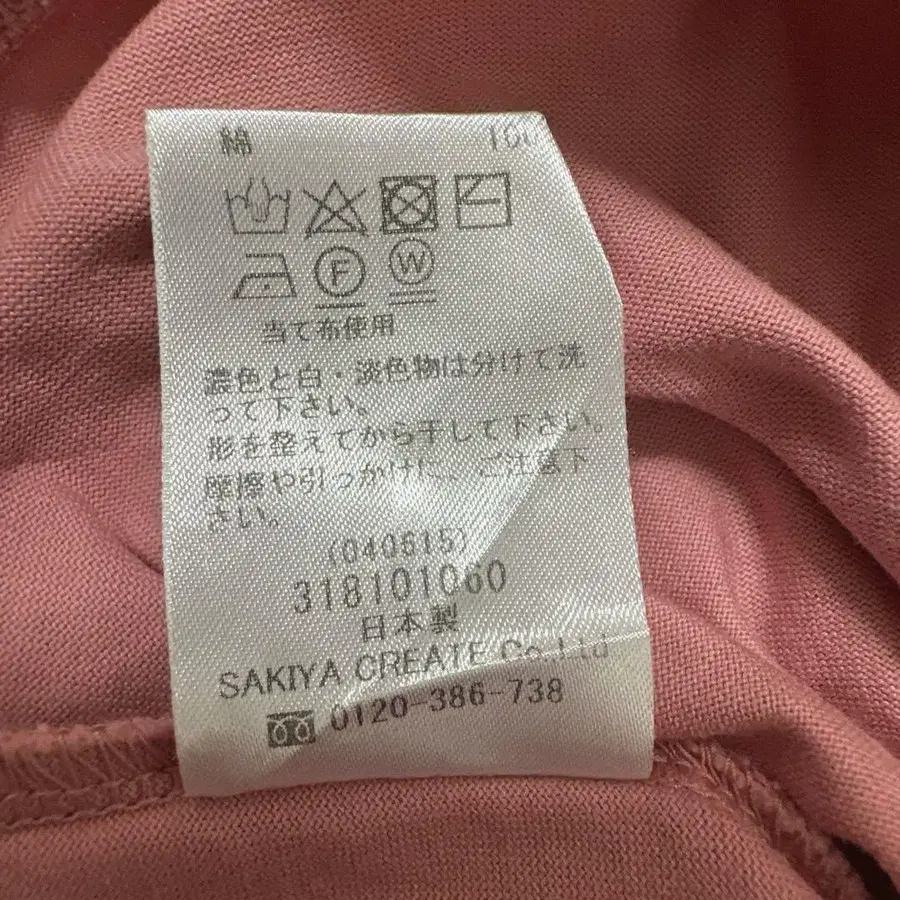 綿 100
F W
当て布使用
濃色と白・淡色物は分けて洗
って下さい。
形を整えてから干して下さい。
摩擦や引っかけに、ご注意下
さい。
(040615)
318101060
日本製
SAKIYA CREATE Co.Ltd
0120-386-738